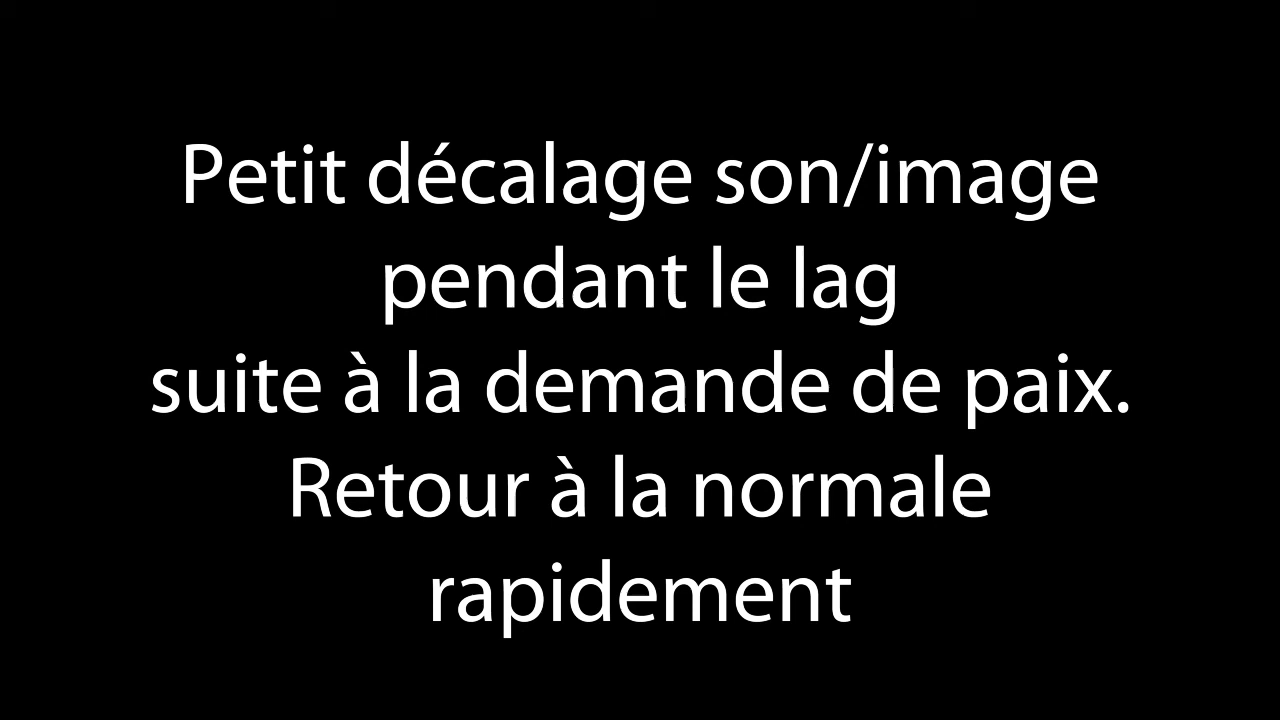 Petit décalage son/image
pendant le lag
suite à la demande de paix.
Retour à la normale
rapidement